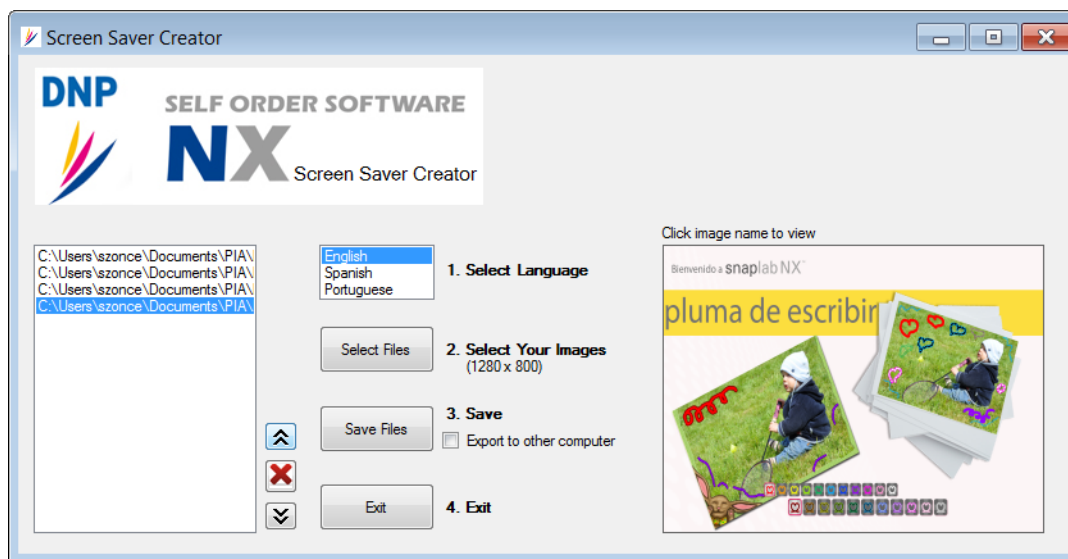 Screen Saver Creator
DNP
SELF ORDER SOFTWARE
NX Screen Saver Creator
C:\Users\szonce\Documents\PIA\
C:\Users\szonce\Documents\PIA\
C:\Users\szonce\Documents\PIA\
C:\Users\szonce\Documents\PIA\
English
Spanish
Portuguese
1. Select Language
Select Files
2. Select Your Images
(1280 x 800)
Save Files
3. Save
Export to other computer
Exit
4. Exit
Click image name to view
Bienvenido a snaplab NX™
pluma de escribir